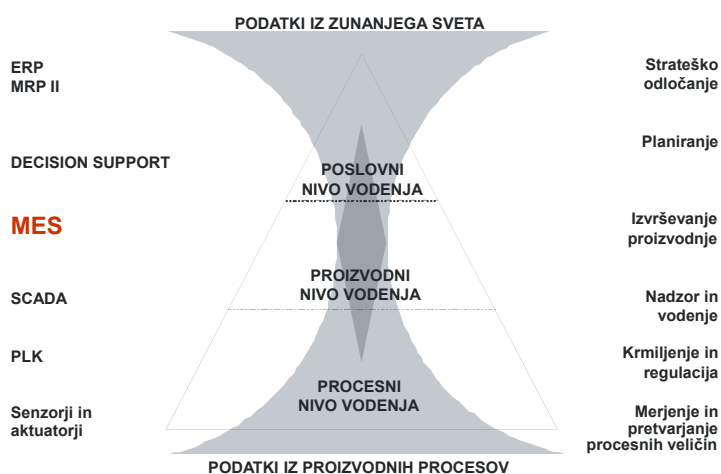 PODATKI IZ ZUNANJEGA SVETA
ERP
MRP II
Strateško
odločanje
Planiranje
DECISION SUPPORT
POSLOVNI
NIVO VODENJA
MES
Izvrševanje
proizvodnje
PROIZVODNI
NIVO VODENJA
SCADA
Nadzor in
vodenje
PLK
Krmiljenje in
regulacija
PROCESNI
NIVO VODENJA
Senzorji in
aktuatorji
Merjenje in
pretvarjanje
procesnih veličin
PODATKI IZ PROIZVODNIH PROCESOV